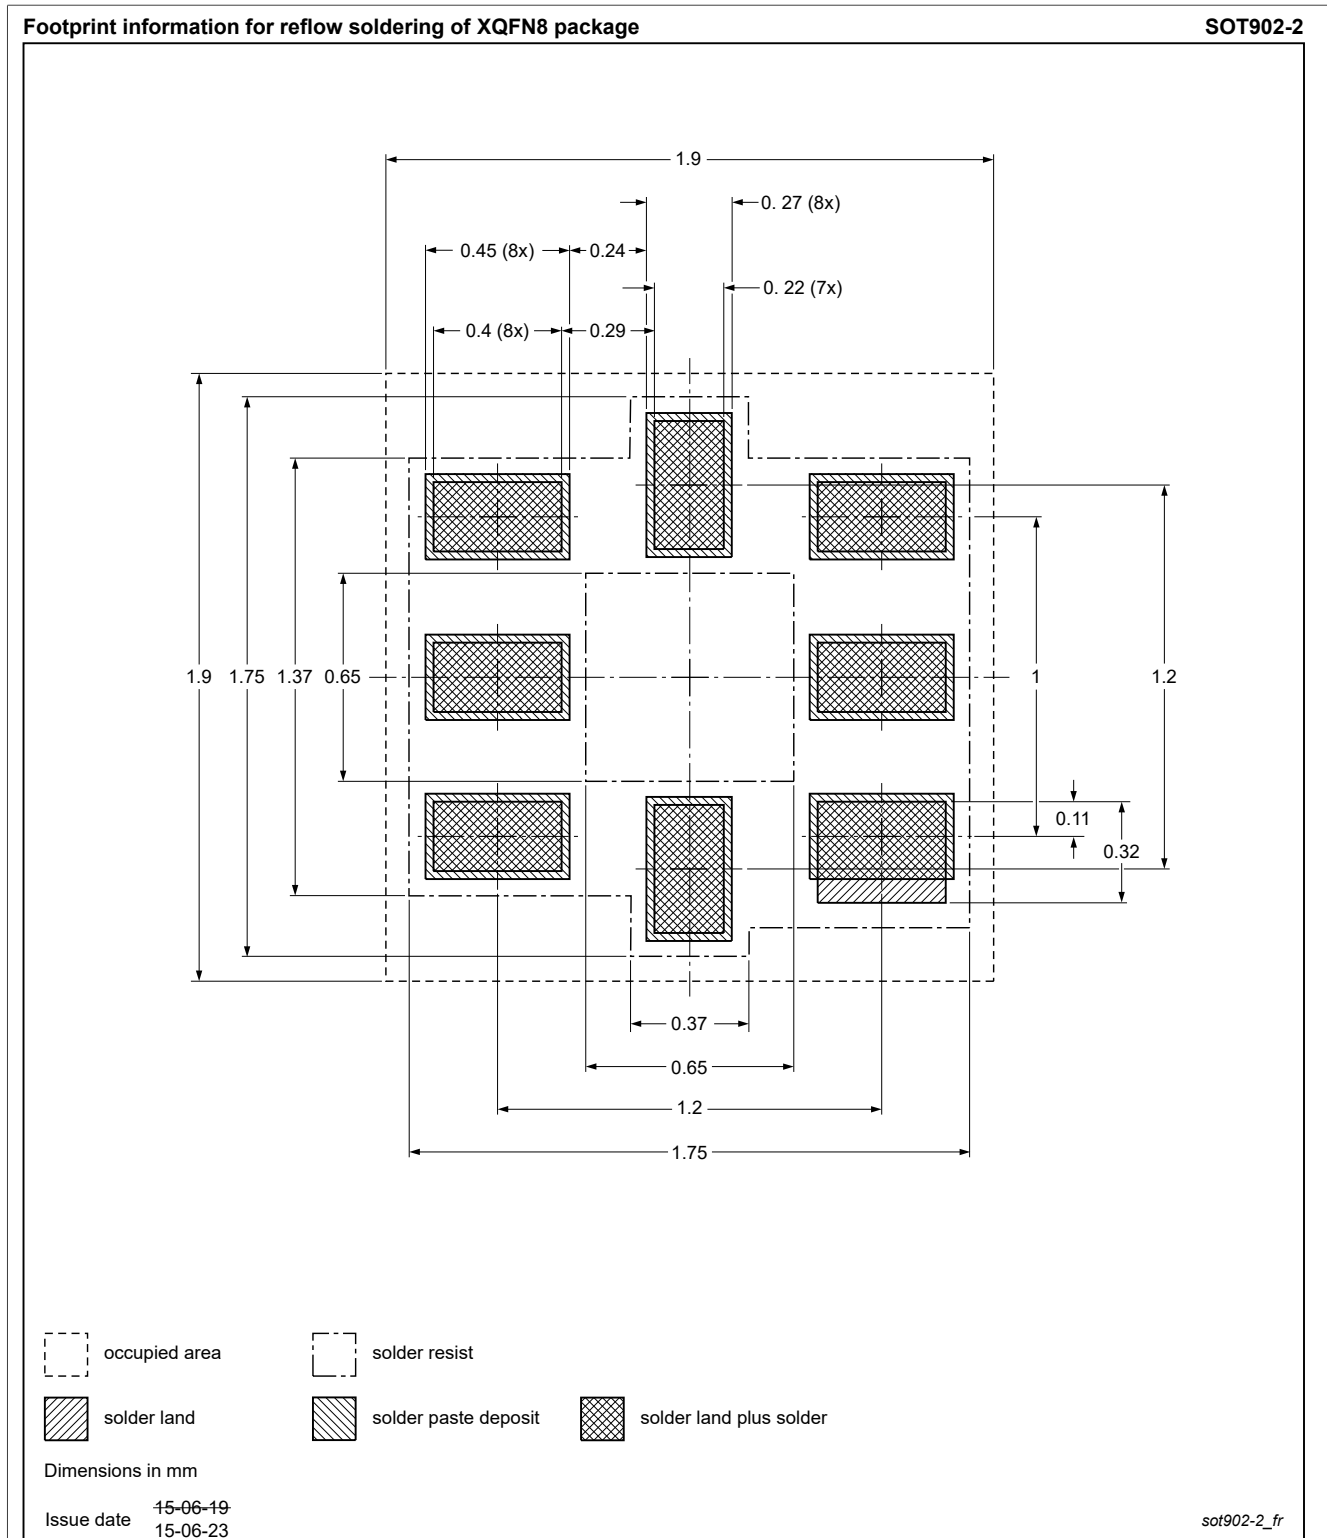 Footprint information for reflow soldering of XQFN8 package SOT902-2
1.9
0. 27 (8x)
0.45 (8x) 0.24
0. 22 (7x)
0.4 (8x) 0.29
1.9 1.75 1.37 0.65 1 1.2
0.11
0.32
0.37
0.65
1.2
1.75
occupied area solder resist
solder land solder paste deposit solder land plus solder
Dimensions in mm
15-06-19
Issue date
15-06-23
sot902-2_fr